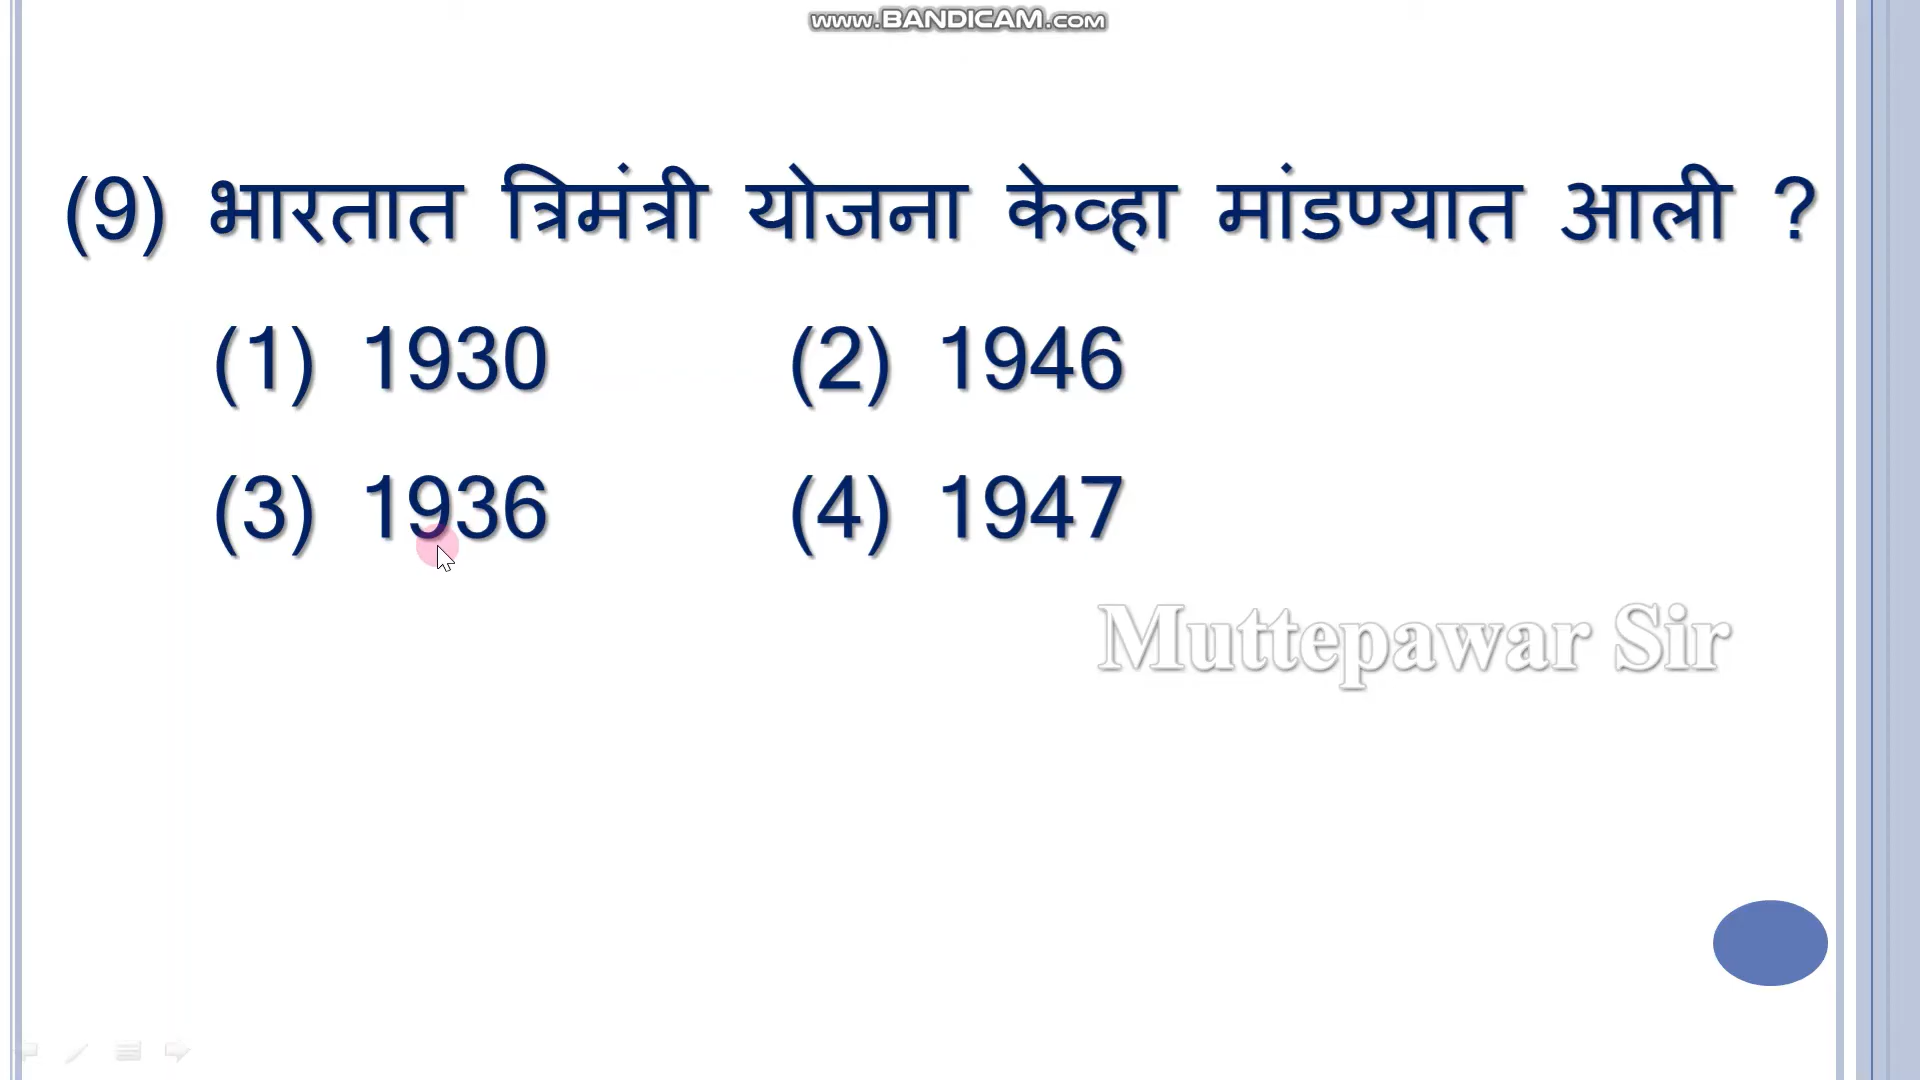 www.BANDICAM.com
(9) भारतात त्रिमंत्री योजना केव्हा मांडण्यात आली ?
(1) 1930 (2) 1946
(3) 1936 (4) 1947
Muttepawar Sir